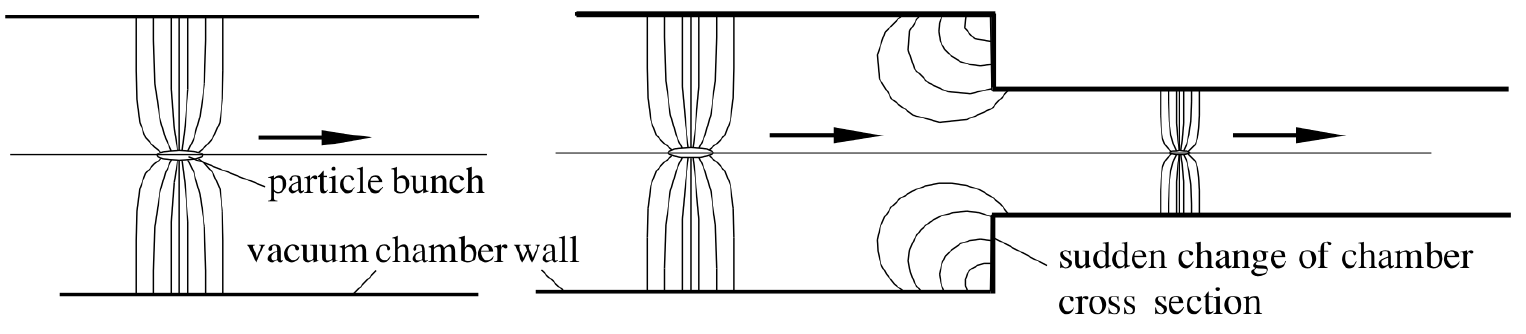 particle bunch
vacuum chamber wall
sudden change of chamber
cross section